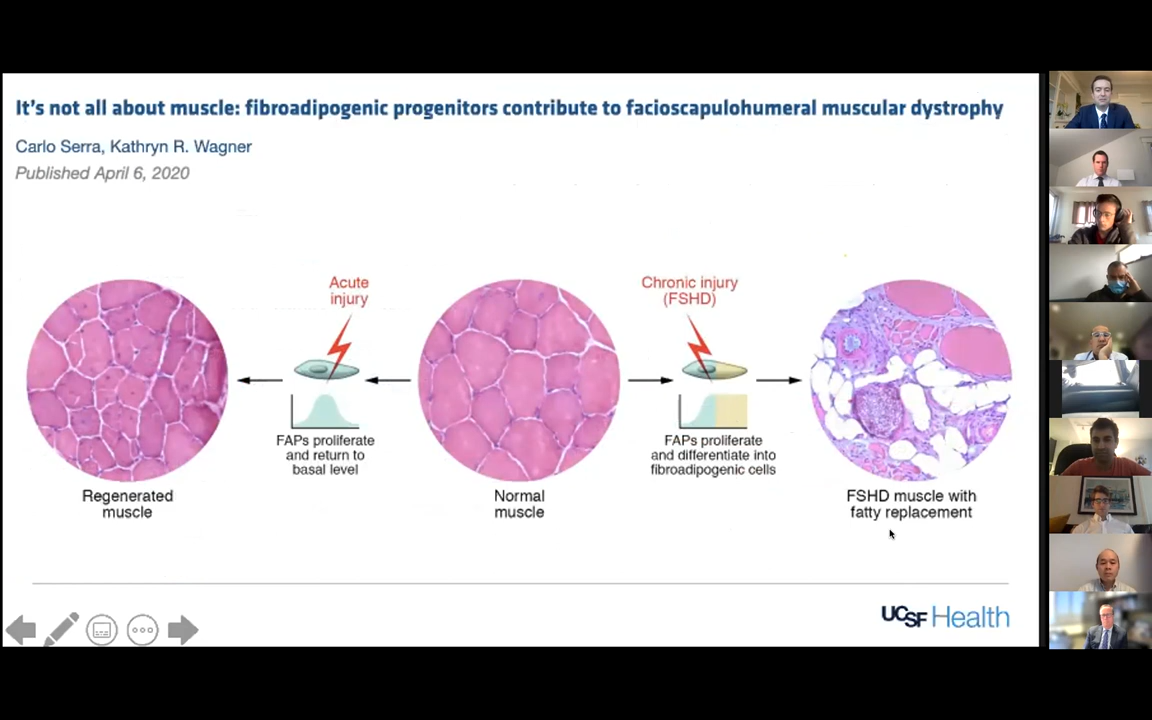 It's not all about muscle: fibroadipogenic progenitors contribute to facioscapulohumeral muscular dystrophy
Carlo Serra, Kathryn R. Wagner
Published April 6, 2020
Acute
injury
Chronic injury
(FSHD)
FAPs proliferate
and return to
basal level
FAPs proliferate
and differentiate into
fibroadipogenic cells
Regenerated
muscle
Normal
muscle
FSHD muscle with
fatty replacement
UCSF Health